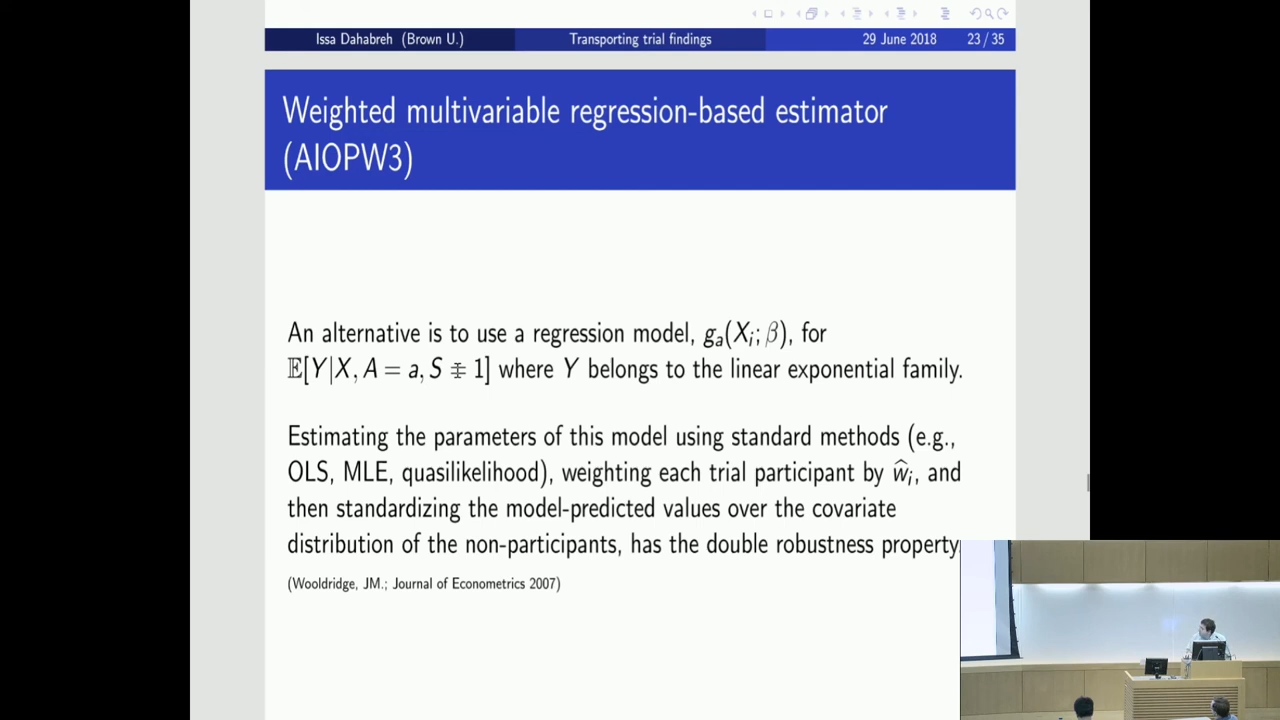 Issa Dahabreh (Brown U.) Transporting trial findings 29 June 2018 23 / 35
Weighted multivariable regression-based estimator
(AIOPW3)
An alternative is to use a regression model, gₐ(Xᵢ; β), for
𝔼[Y|X, A = a, S = 1] where Y belongs to the linear exponential family.
Estimating the parameters of this model using standard methods (e.g.,
OLS, MLE, quasilikelihood), weighting each trial participant by ŵᵢ, and
then standardizing the model-predicted values over the covariate
distribution of the non-participants, has the double robustness property.
(Wooldridge, JM.; Journal of Econometrics 2007)